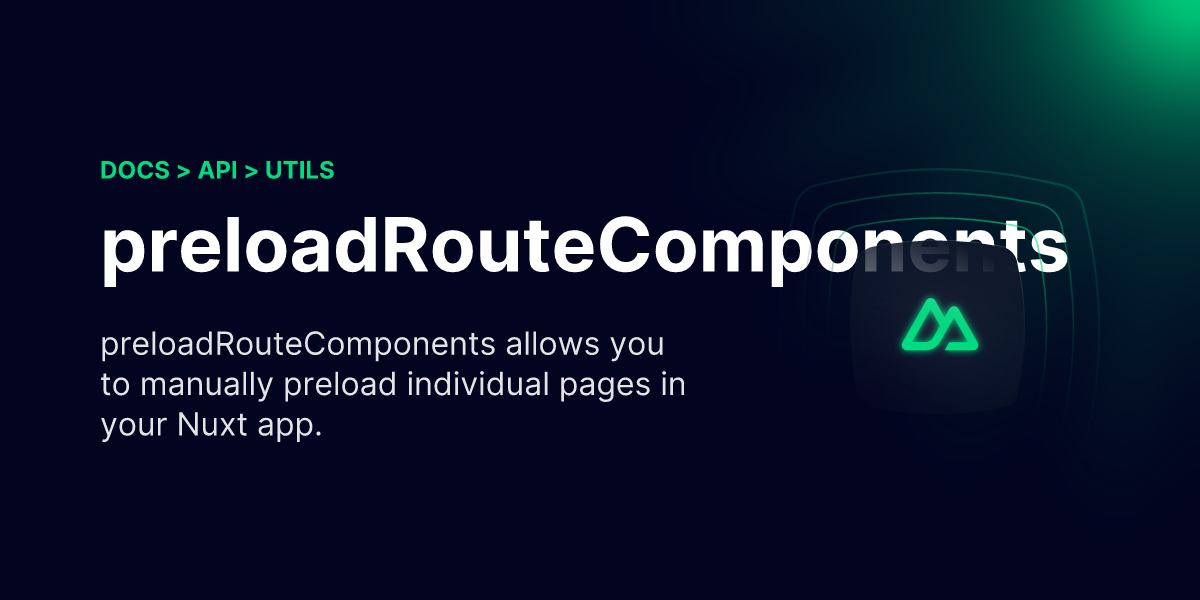 DOCS > API > UTILS
preloadRouteComponents
preloadRouteComponents allows you
to manually preload individual pages in
your Nuxt app.